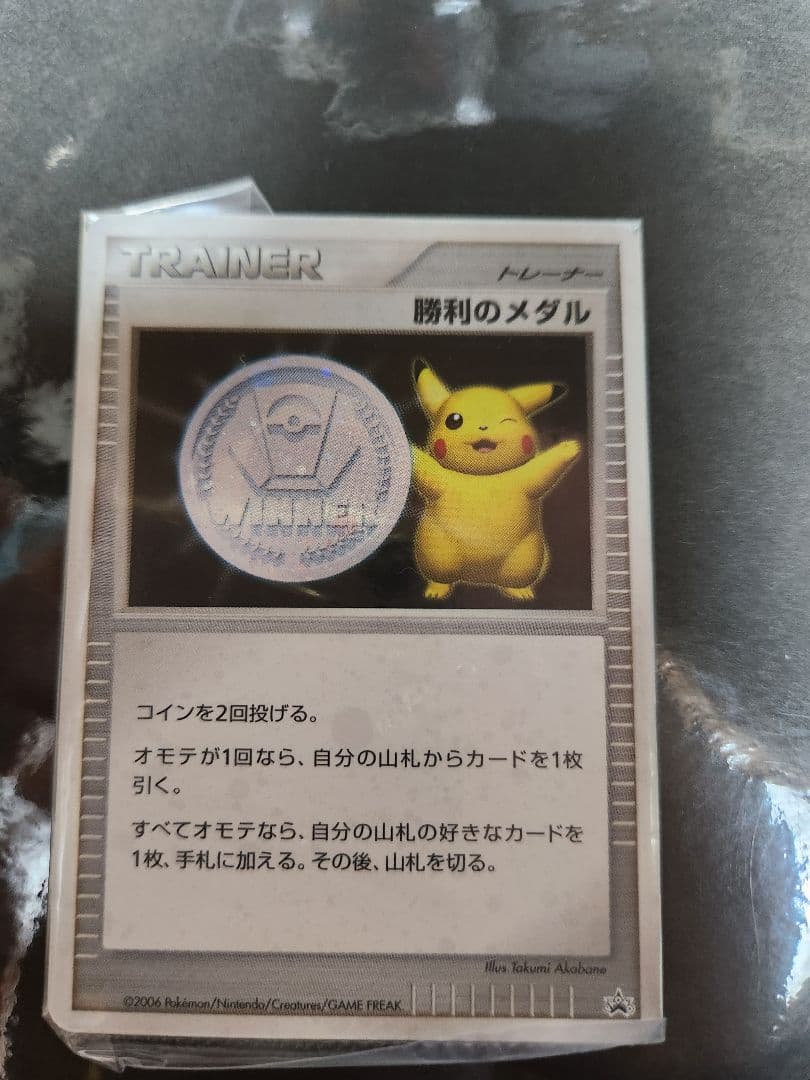 TRAINER
トレーナー
勝利のメダル
WINNER
コインを2回投げる。
オモテが1回なら、自分の山札からカードを1枚
引く。
すべてオモテなら、自分の山札の好きなカードを
1枚、手札に加える。その後、山札を切る。
Illus Takumi Akabane
©2006 Pokémon/Nintendo/Creatures/GAME FREAK